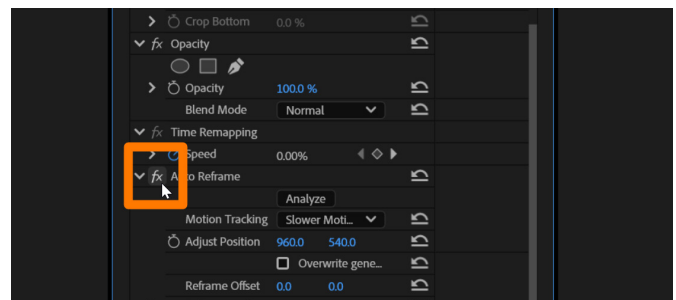 Crop Bottom 0.0 %
fx Opacity
Opacity 100.0 %
Blend Mode Normal
fx Time Remapping
Speed 0.00%
fx Auto Reframe
Analyze
Motion Tracking Slower Moti...
Adjust Position 960.0 540.0
Overwrite gene...
Reframe Offset 0.0 0.0